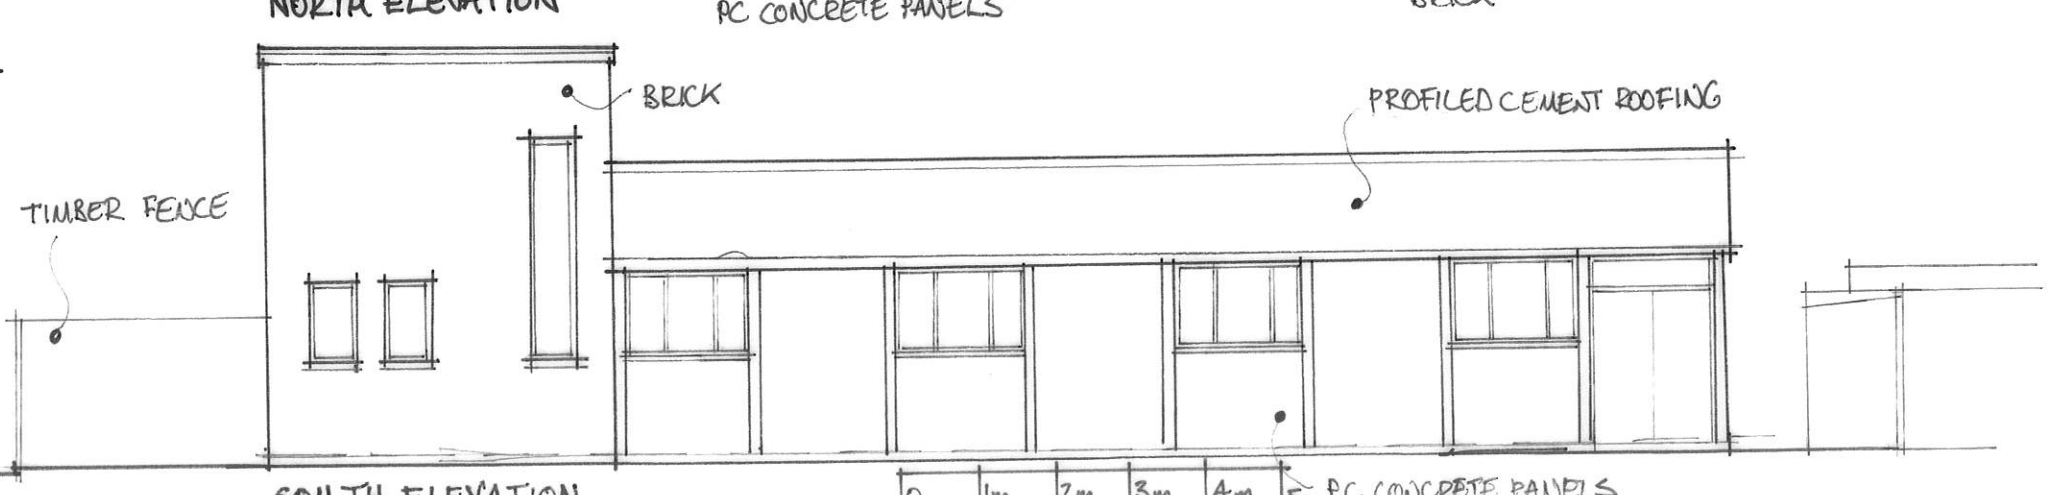 NORTH ELEVATION
PC CONCRETE PANELS
BRICK
BRICK
PROFILED CEMENT ROOFING
TIMBER FENCE
SOUTH ELEVATION
0 1m 2m 3m 4m 5
PC CONCRETE PANELS